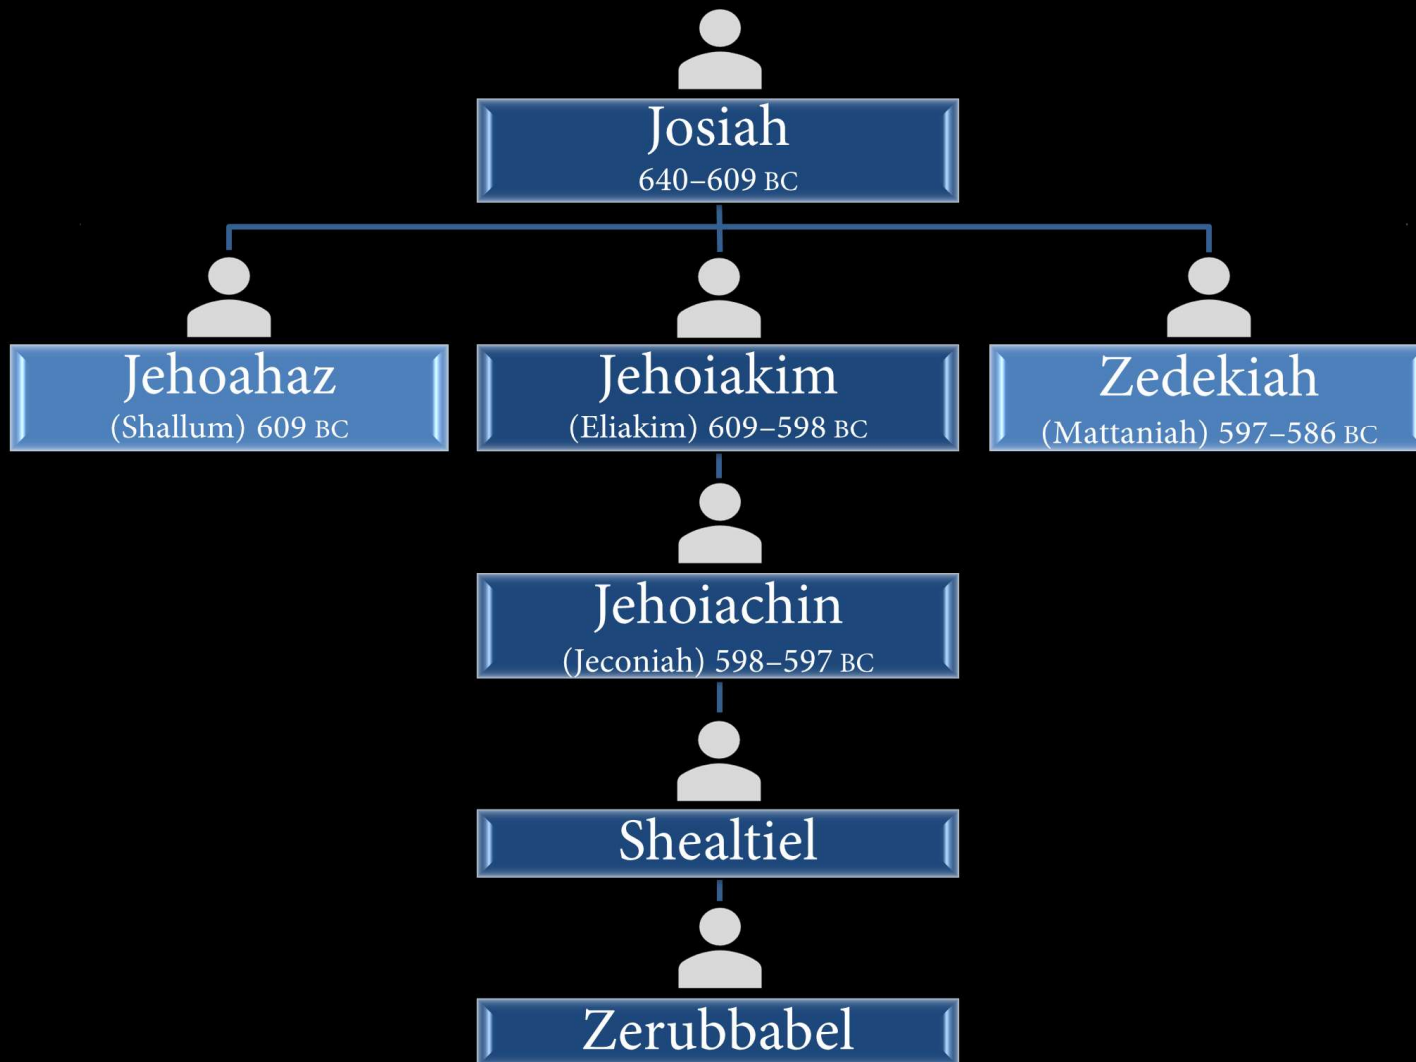 Josiah
640–609 BC
Jehoahaz
(Shallum) 609 BC
Jehoiakim
(Eliakim) 609–598 BC
Zedekiah
(Mattaniah) 597–586 BC
Jehoiachin
(Jeconiah) 598–597 BC
Shealtiel
Zerubbabel